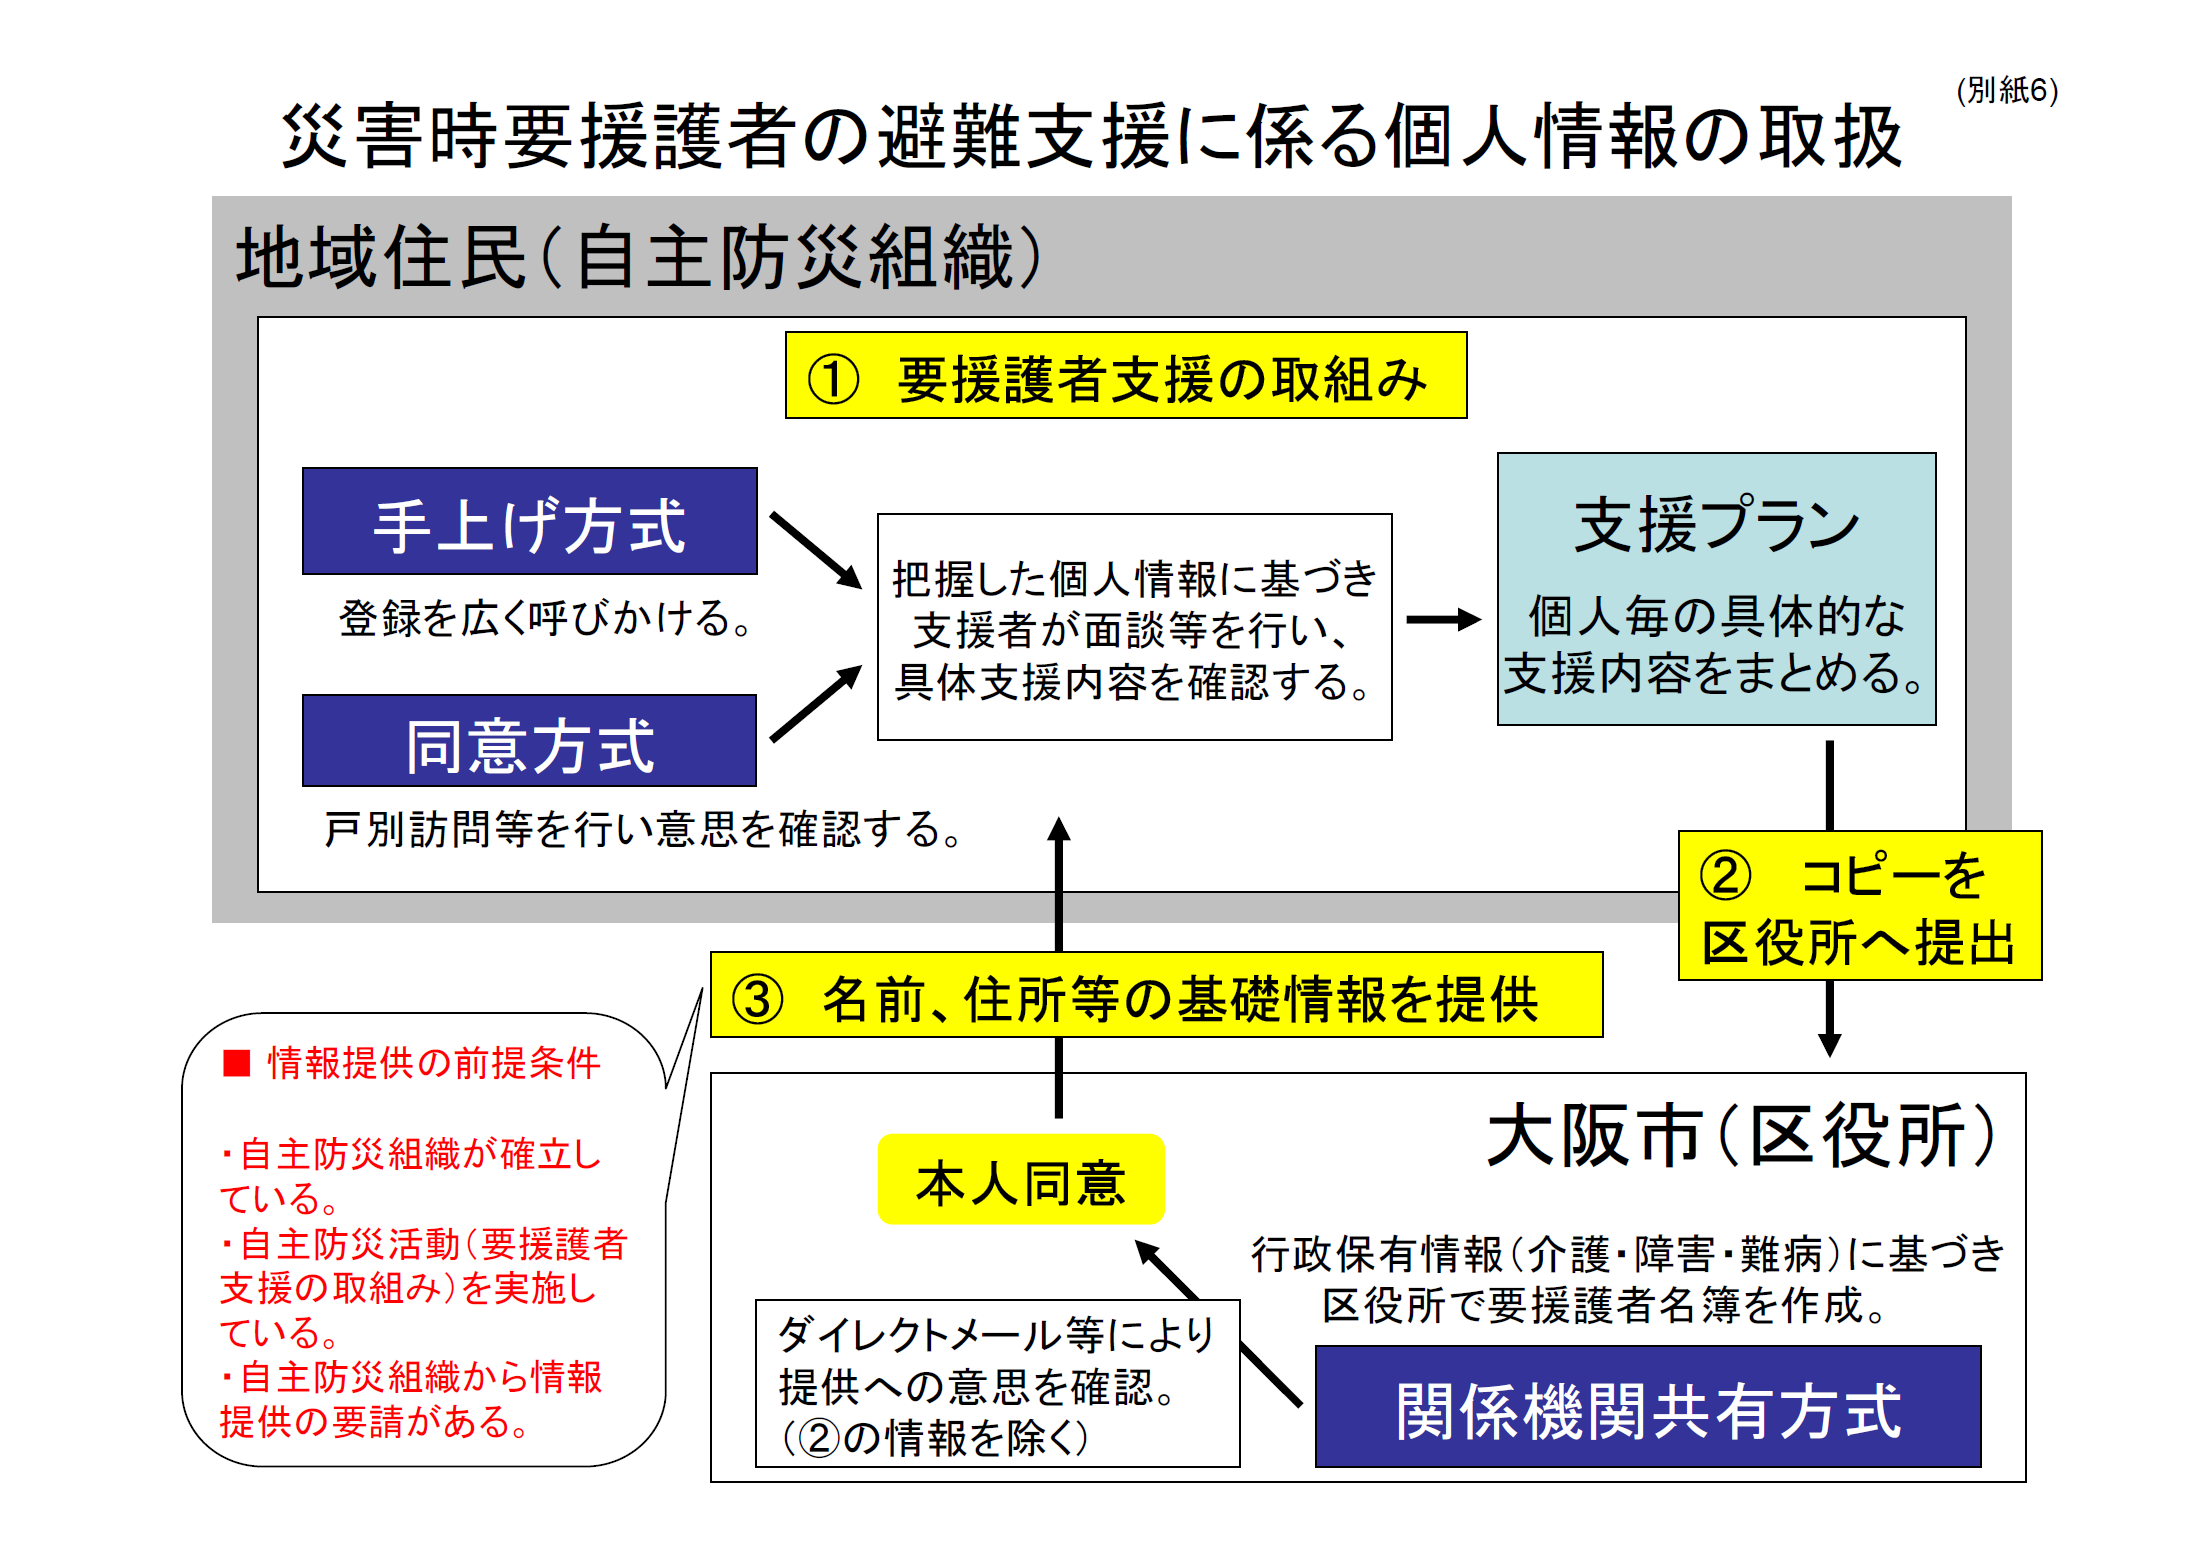 (別紙6)
災害時要援護者の避難支援に係る個人情報の取扱
地域住民（自主防災組織）
①　要援護者支援の取組み
手上げ方式
登録を広く呼びかける。
同意方式
戸別訪問等を行い意思を確認する。
把握した個人情報に基づき
支援者が面談等を行い、
具体支援内容を確認する。
支援プラン
個人毎の具体的な
支援内容をまとめる。
②　コピーを
区役所へ提出
③　名前、住所等の基礎情報を提供
■ 情報提供の前提条件
・自主防災組織が確立し
ている。
・自主防災活動（要援護者
支援の取組み）を実施し
ている。
・自主防災組織から情報
提供の要請がある。
大阪市（区役所）
本人同意
行政保有情報（介護・障害・難病）に基づき
区役所で要援護者名簿を作成。
ダイレクトメール等により
提供への意思を確認。
（②の情報を除く）
関係機関共有方式